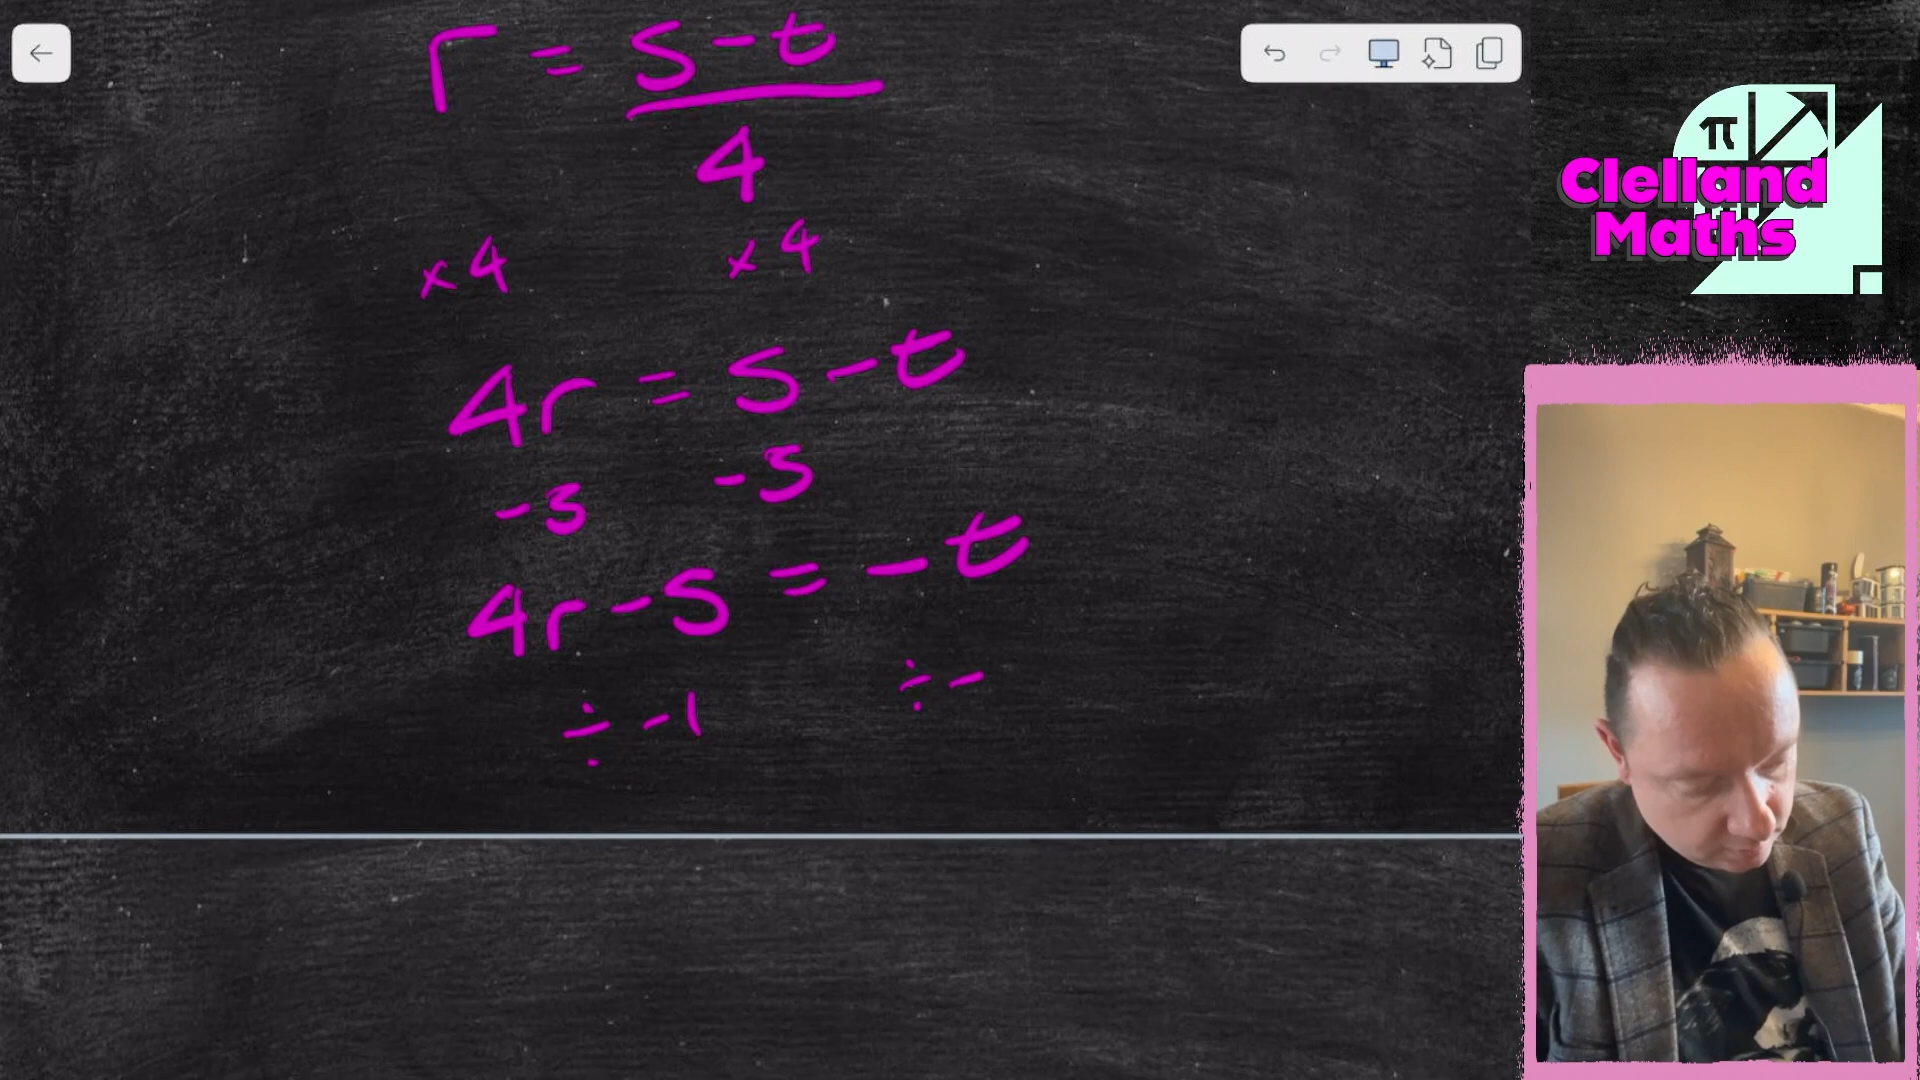 r = s - t
4
× 4 × 4
4r = s - t
- s - s
4r - s = - t
÷ - 1 ÷ -
π
Clelland
Maths